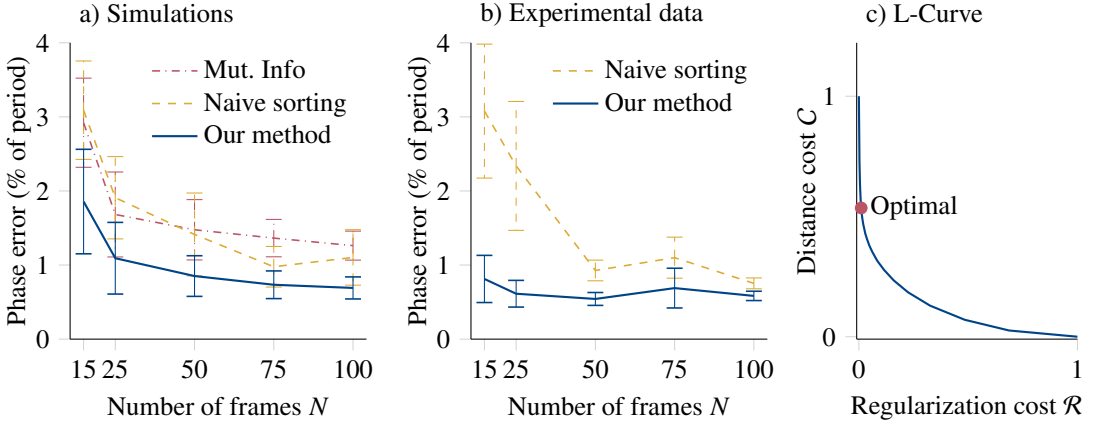 a) Simulations
Phase error (% of period)
4
3
2
1
0
Mut. Info
Naive sorting
Our method
15 25 50 75 100
Number of frames N
b) Experimental data
Phase error (% of period)
4
3
2
1
0
Naive sorting
Our method
15 25 50 75 100
Number of frames N
c) L-Curve
Distance cost C
1
0
Optimal
0 1
Regularization cost R